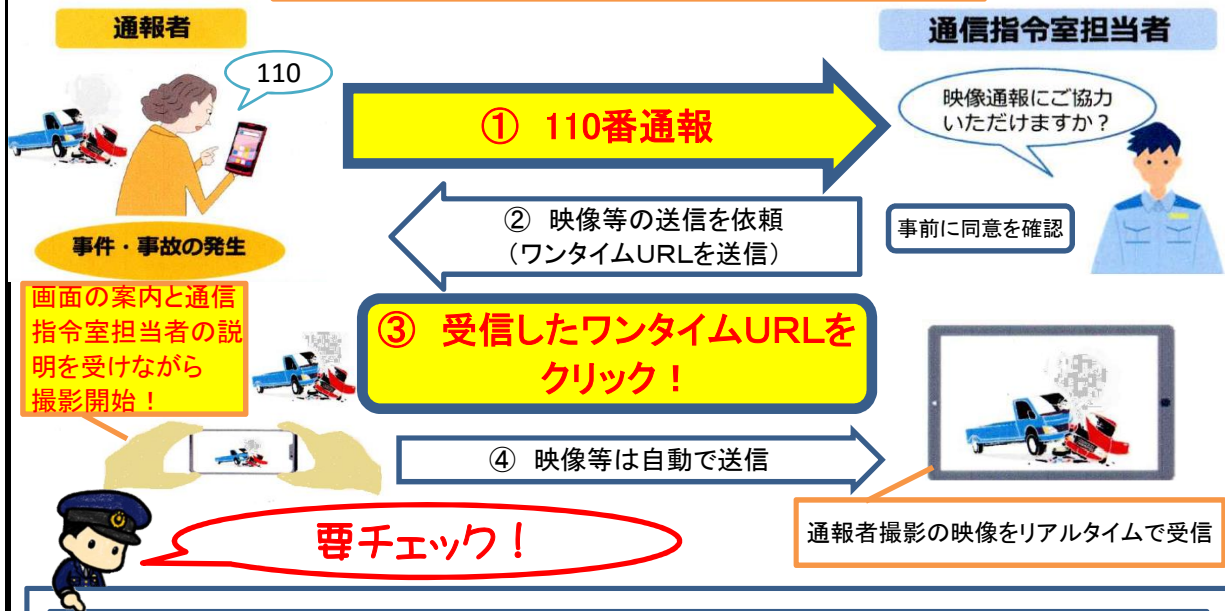 通報者
通信指令室担当者
110
① 110番通報
映像通報にご協力
いただけますか？
② 映像等の送信を依頼
（ワンタイムURLを送信）
事前に同意を確認
事件・事故の発生
画面の案内と通信
指令室担当者の説
明を受けながら
撮影開始！
③ 受信したワンタイムURLを
クリック！
④ 映像等は自動で送信
通報者撮影の映像をリアルタイムで受信
要チェック！